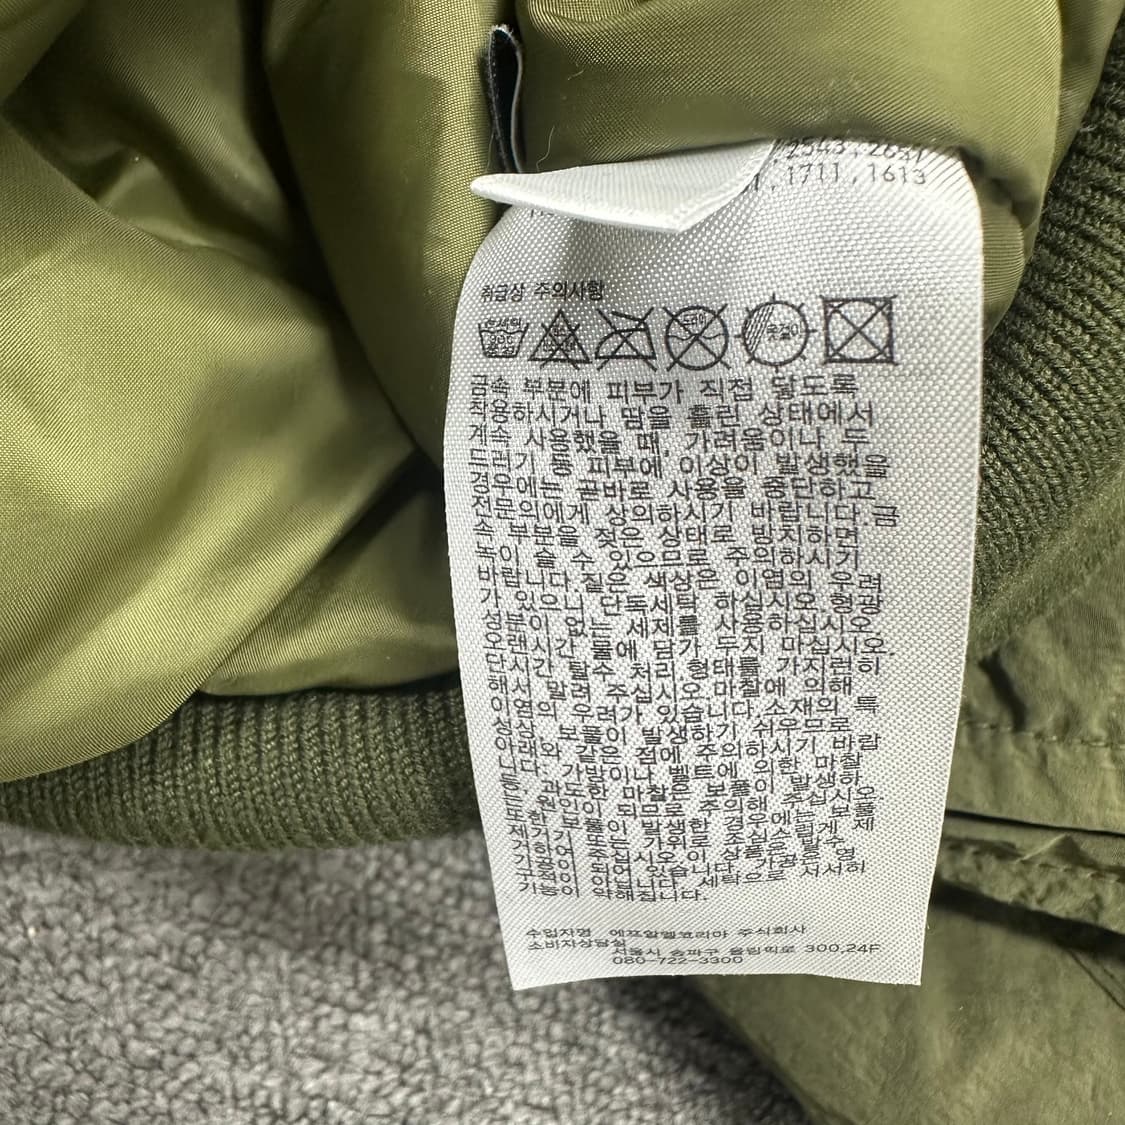 ,2543,2621
,1711,1613
취급상 주의사항
손세탁 30℃ 중성
드라이
옷걸이
금속 부분에 피부가 직접 닿도록
착용하시거나 땀을 흘린 상태에서
계속 사용했을 때, 가려움이나 두
드러기 등 피부에 이상이 발생했을
경우에는 곧바로 사용을 중단하고
전문의에게 상의하시기 바랍니다.금
속 부분을 젖은 상태로 방치하면
녹이 슬 수 있으므로 주의하시기
바랍니다.짙은 색상은 이염의 우려
가 있으니 단독세탁 하십시오.형광
성분이 없는 세제를 사용하십시오.
오랜시간 물에 담가 두지 마십시오.
단시간 탈수 처리 형태를 가지런히
해서 말려 주십시오.마찰에 의해
이염의 우려가 있습니다.소재의 특
성상 보풀이 발생하기 쉬우므로
아래와 같은 점에 주의하시기 바랍
니다. 가방이나 벨트에 의한 마찰
등, 과도한 마찰은 보풀이 발생하
는 원인이 되므로 주의해 주십시오.
또한 보풀이 발생한 경우에는 보풀
제거기 또는 가위로 조심스럽게 제
거하여 주십시오.이 상품은 발수
가공이 되어 있습니다. 가공은 영
구적이 아닙니다. 세탁으로 서서히
기능이 약해집니다.
수입자명 에프알엘코리아 주식회사
소비자상담실
서울시 송파구 올림픽로 300,24F
080-722-3300